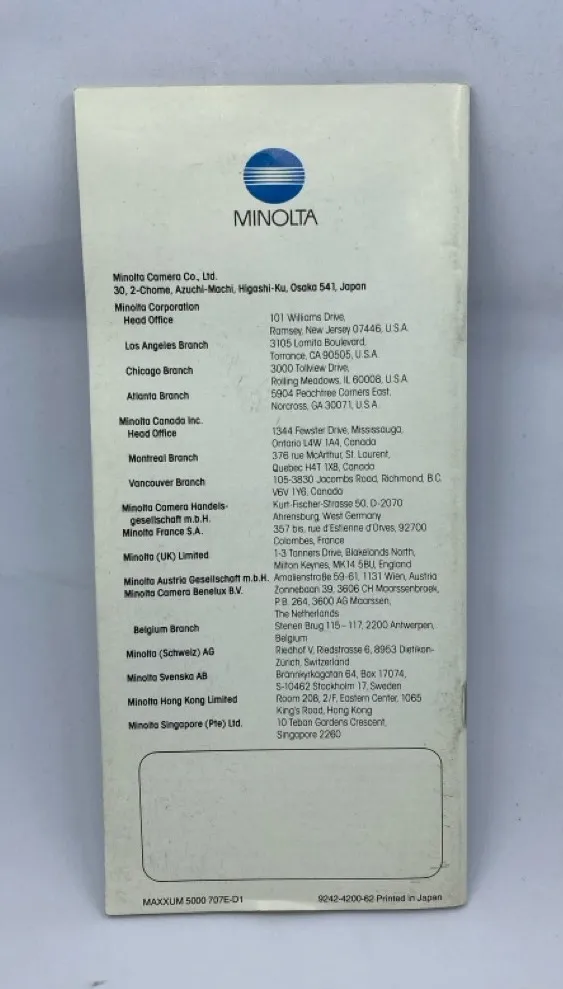 MINOLTA
Minolta Camera Co., Ltd.
30, 2-Chome, Azuchi-Machi, Higashi-Ku, Osaka 541, Japan
Minolta Corporation
Head Office 101 Williams Drive,
Ramsey, New Jersey 07446, U.S.A.
Los Angeles Branch 3105 Lomita Boulevard,
Torrance, CA 90505, U.S.A.
Chicago Branch 3000 Tollview Drive,
Rolling Meadows, IL 60008, U.S.A.
Atlanta Branch 5904 Peachtree Corners East,
Norcross, GA 30071, U.S.A.
Minolta Canada Inc.
Head Office 1344 Fewster Drive, Mississauga,
Ontario L4W 1A4, Canada
Montreal Branch 376 rue McArthur, St. Laurent,
Quebec H4T 1X8, Canada
Vancouver Branch 105-3830 Jacombs Road, Richmond, B.C.
V6V 1Y6, Canada
Minolta Camera Handels- Kurt-Fischer-Strasse 50, D-2070
gesellschaft m.b.H. Ahrensburg, West Germany
Minolta France S.A. 357 bis, rue d'Estienne d'Orves, 92700
Colombes, France
Minolta (UK) Limited 1-3 Tanners Drive, Blakelands North,
Milton Keynes, MK14 5BU, England
Minolta Austria Gesellschaft m.b.H. Amalienstraße 59-61, 1131 Wien, Austria
Minolta Camera Benelux B.V. Zonnebaan 39, 3606 CH Maarssenbroek,
P.B. 264, 3600 AG Maarssen,
The Netherlands
Belgium Branch Stenen Brug 115-117, 2200 Antwerpen,
Belgium
Minolta (Schweiz) AG Riedhof V, Riedstrasse 6, 8953 Dietikon-
Zürich, Switzerland
Minolta Svenska AB Brännkyrkagatan 64, Box 17074,
S-10462 Stockholm 17, Sweden
Minolta Hong Kong Limited Room 208, 2/F, Eastern Center, 1065
King's Road, Hong Kong
Minolta Singapore (Pte) Ltd. 10 Teban Gardens Crescent,
Singapore 2260
MAXXUM 5000 707E-D1 9242-4200-62 Printed in Japan